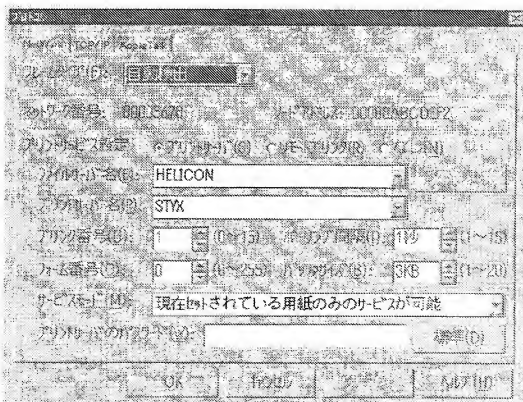 プロトコル
NetWare TCP/IP AppleTalk
フレームタイプ(F): 自動検出
ネットワーク番号: ノードアドレス:
プリントサービス設定 プリントサーバ(S) リモートプリンタ(R) なし(N)
ファイルサーバー名(E): HELICON
プリントサーバー名(P): STYX
プリンタ番号(U): 1 (0~15) ポーリング間隔(I): 1秒 (1~15)
フォーム番号(O): 0 (0~255) バッファサイズ(B): 3KB (1~20)
サービスモード(M): 現在セットされている用紙のみのサービスが可能
プリントサーバのパスワード(W): 標準(D)
OK キャンセル ヘルプ(H)